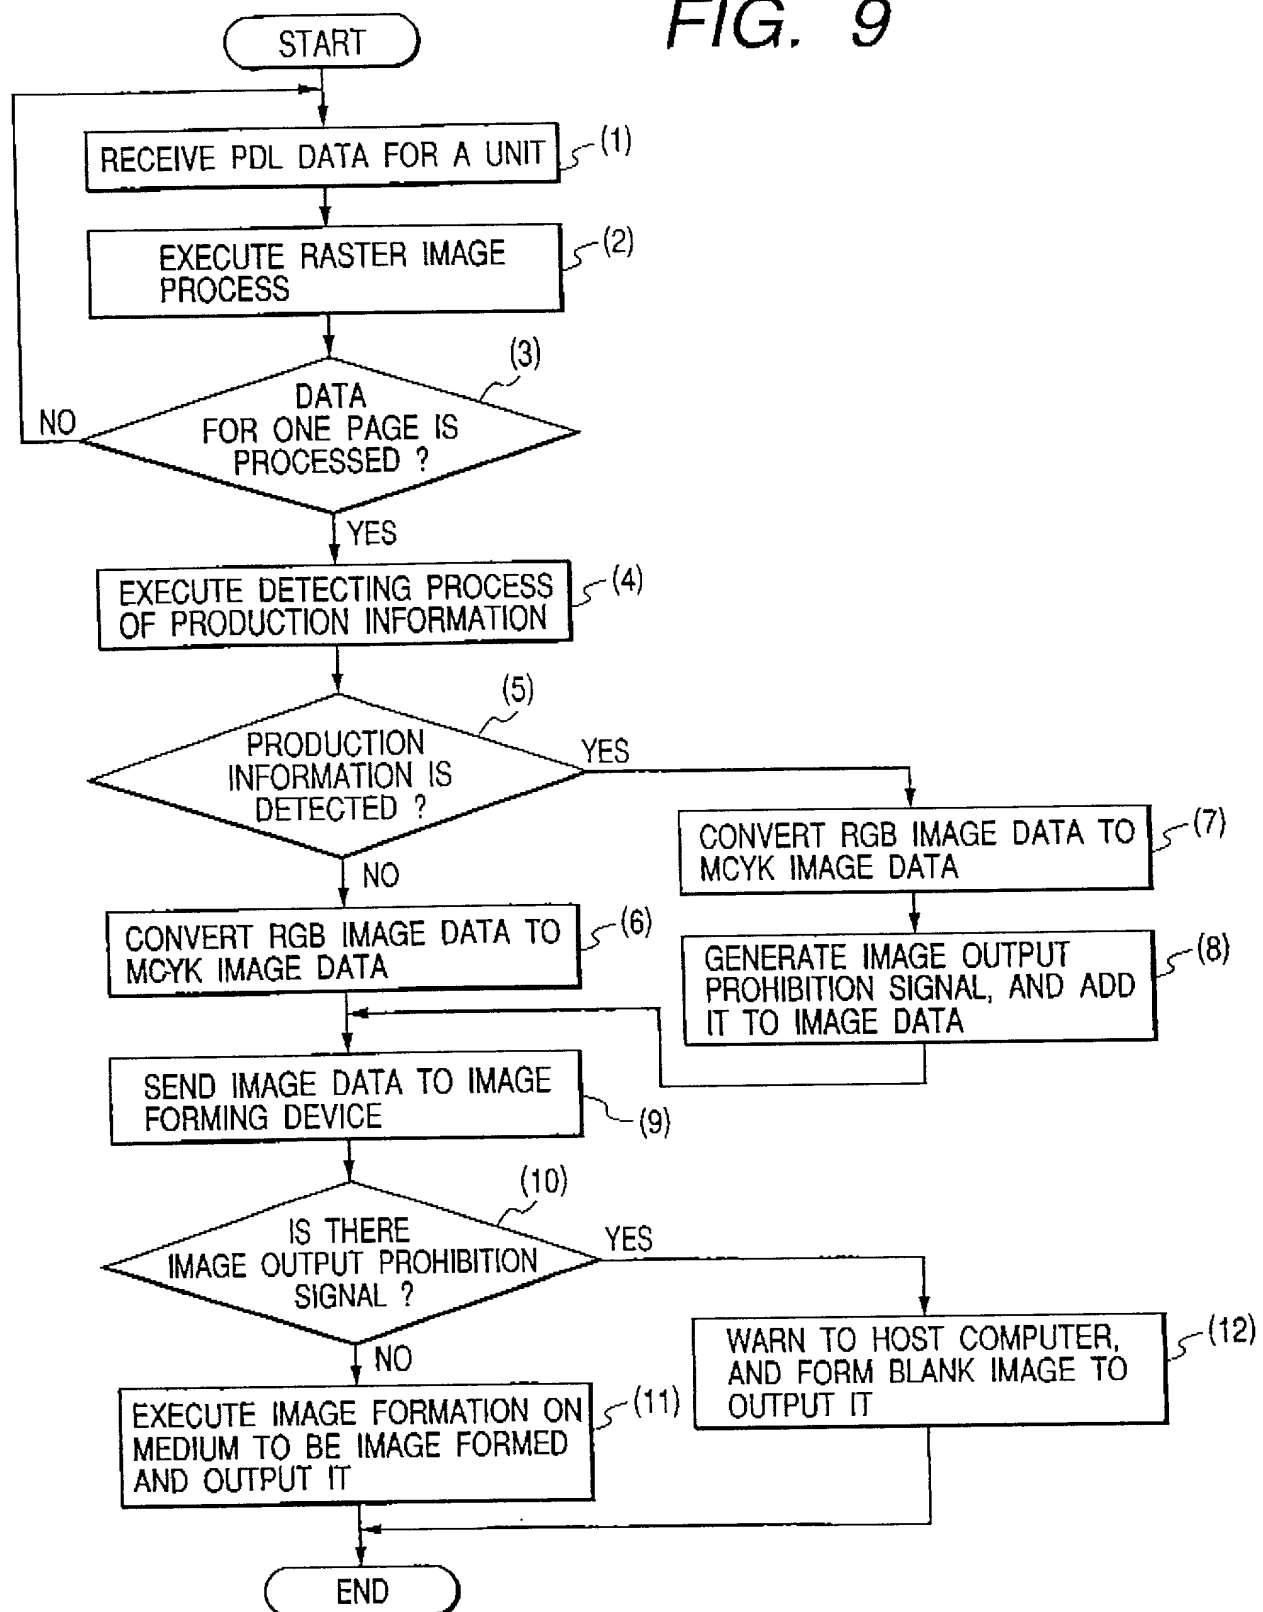 FIG. 9
START
RECEIVE PDL DATA FOR A UNIT
(1)
EXECUTE RASTER IMAGE
PROCESS
(2)
(3)
DATA
FOR ONE PAGE IS
PROCESSED ?
NO
YES
EXECUTE DETECTING PROCESS
OF PRODUCTION INFORMATION
(4)
(5)
PRODUCTION
INFORMATION IS
DETECTED ?
YES
NO
CONVERT RGB IMAGE DATA TO
MCYK IMAGE DATA
(7)
CONVERT RGB IMAGE DATA TO
MCYK IMAGE DATA
(6)
GENERATE IMAGE OUTPUT
PROHIBITION SIGNAL, AND ADD
IT TO IMAGE DATA
(8)
SEND IMAGE DATA TO IMAGE
FORMING DEVICE
(9)
(10)
IS THERE
IMAGE OUTPUT PROHIBITION
SIGNAL ?
YES
NO
WARN TO HOST COMPUTER,
AND FORM BLANK IMAGE TO
OUTPUT IT
(12)
EXECUTE IMAGE FORMATION ON
MEDIUM TO BE IMAGE FORMED
AND OUTPUT IT
(11)
END